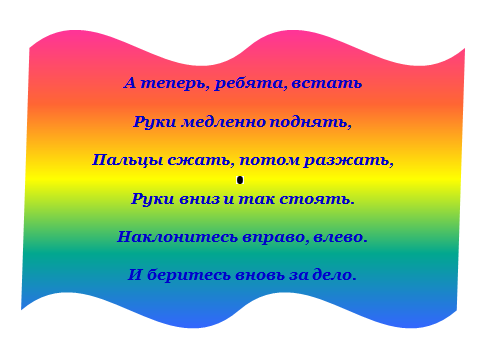 А теперь, ребята, встать
Руки медленно поднять,
Пальцы сжать, потом разжать,
Руки вниз и так стоять.
Наклонитесь вправо, влево.
И беритесь вновь за дело.